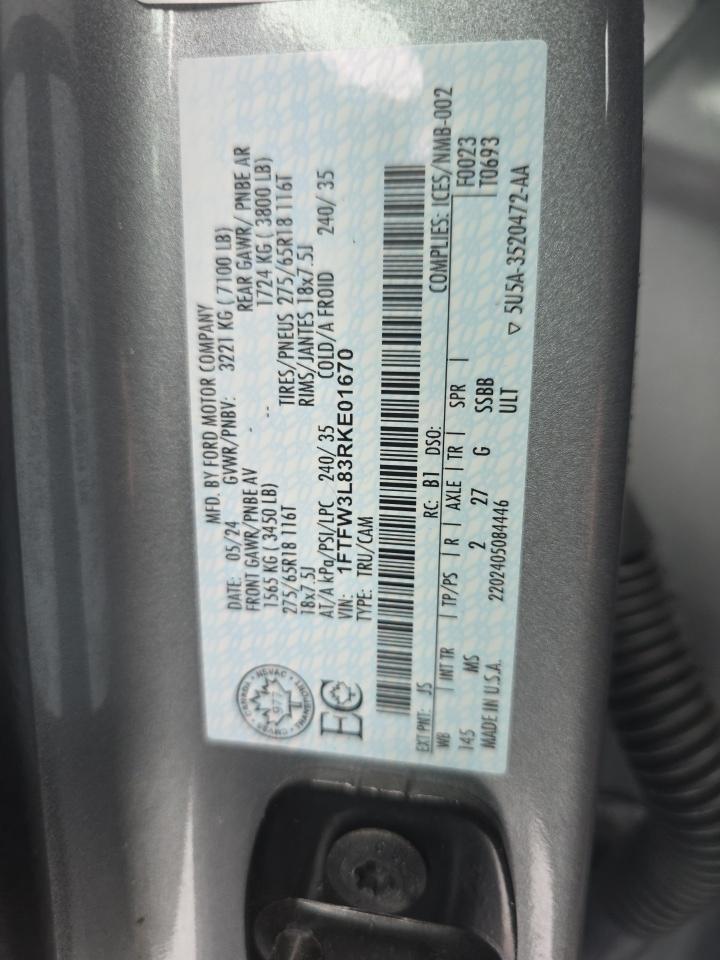 MFD. BY FORD MOTOR COMPANY
DATE: 05/24 GVWR/PNBV: 3221 KG ( 7100 LB)
FRONT GAWR/PNBE AV - REAR GAWR/ PNBE AR
1565 KG ( 3450 LB) -- 1724 KG ( 3800 LB)
275/65R18 116T TIRES/PNEUS 275/65R18 116T
18x7.5J RIMS/JANTES 18x7.5J
AT/A kPa/PSI/LPC 240/ 35 COLD/A FROID 240/ 35
VIN: 1FTFW3L83RKE01670
TYPE: TRU/CAM
EC
EXT PNT: JS RC: B1 DSO: COMPLIES: ICES/NMB-002
WB | INT TR | TP/PS | R | AXLE | TR | SPR | F0023
145 MS 2 27 G SSBB T0693
ULT
MADE IN U.S.A. 2202405084446 ▽ 5U5A-3520472-AA